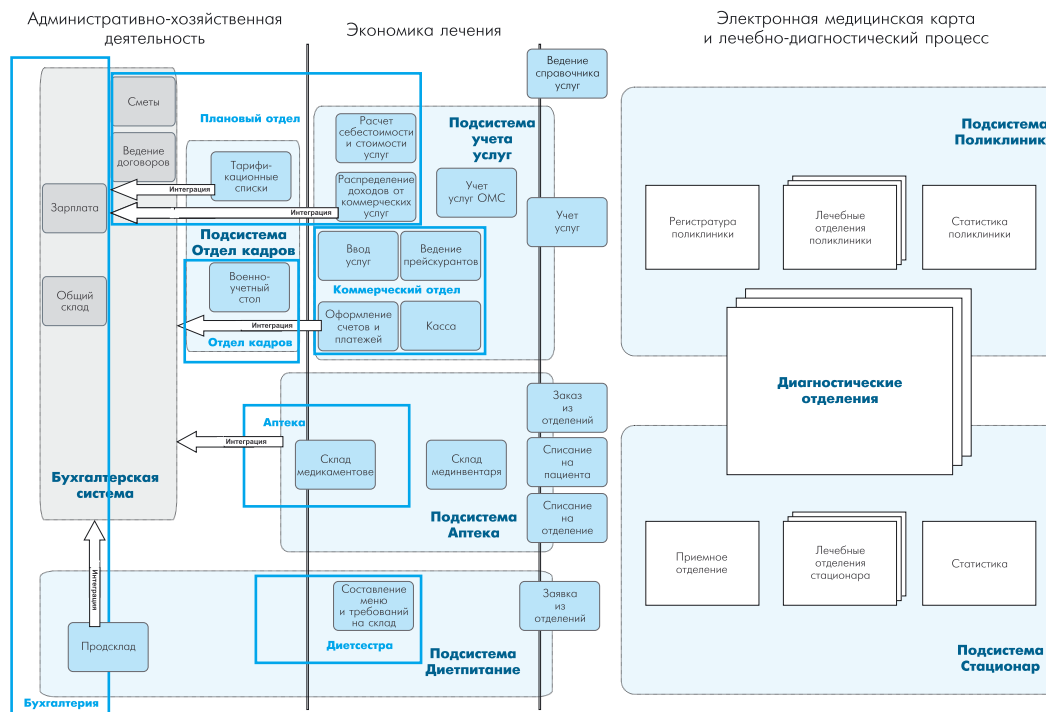 Административно-хозяйственная
деятельность
Экономика лечения
Электронная медицинская карта
и лечебно-диагностический процесс
Ведение
справочника
услуг
Сметы
Плановый отдел
Ведение
договоров
Расчет
себестоимости
и стоимости
услуг
Подсистема
учета
услуг
Подсистема
Поликлиник
Тарифи-
кационные
списки
Интеграция
Зарплата
Распределение
доходов от
коммерческих
услуг
Интеграция
Учет
услуг ОМС
Учет
услуг
Регистратура
поликлиники
Лечебные
отделения
поликлиники
Статистика
поликлиники
Подсистема
Отдел кадров
Ввод
услуг
Ведение
прейскурантов
Военно-
учетный
стол
Коммерческий отдел
Общий
склад
Оформление
счетов и
платежей
Касса
Интеграция
Отдел кадров
Диагностические
отделения
Заказ
из
отделений
Аптека
Интеграция
Склад
медикаментове
Склад
мединвентаря
Списание
на
пациента
Бухгалтерская
система
Списание
на
отделение
Подсистема
Аптека
Приемное
отделение
Лечебные
отделения
стационара
Статистика
Интеграция
Составление
меню
и требований
на склад
Заявка
из
отделений
Диетсестра
Продсклад
Подсистема
Диетпитание
Подсистема
Стационар
Бухгалтерия